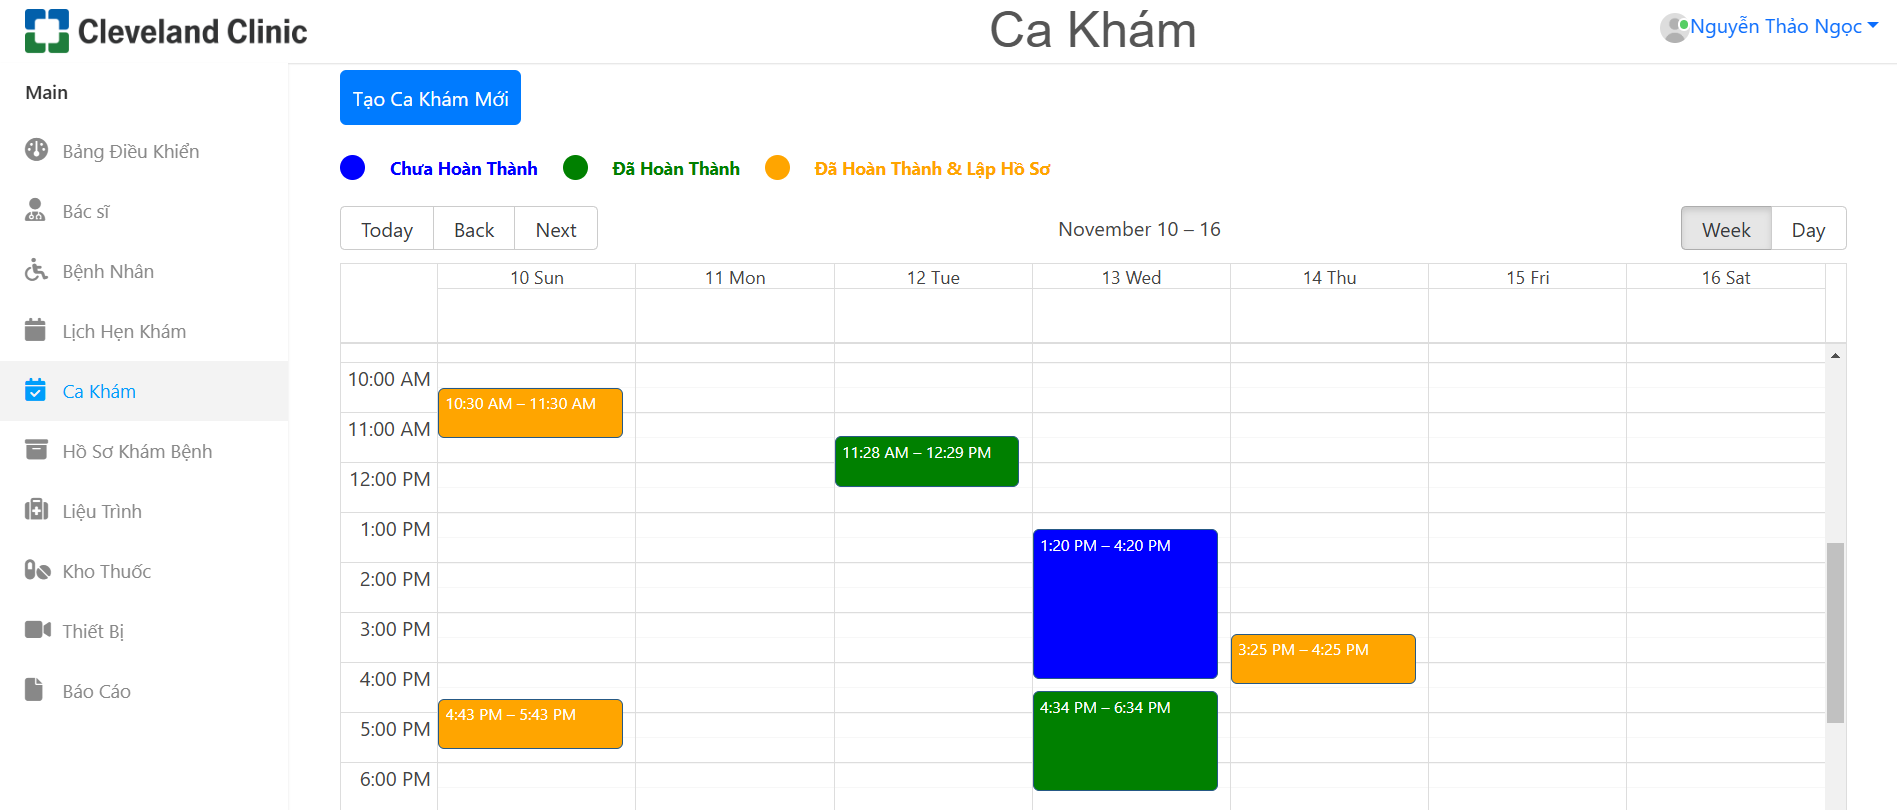 Cleveland Clinic
Ca Khám
Nguyễn Thảo Ngọc
Main
Bảng Điều Khiển
Bác sĩ
Bệnh Nhân
Lịch Hẹn Khám
Ca Khám
Hồ Sơ Khám Bệnh
Liệu Trình
Kho Thuốc
Thiết Bị
Báo Cáo
Tạo Ca Khám Mới
Chưa Hoàn Thành Đã Hoàn Thành Đã Hoàn Thành & Lập Hồ Sơ
Today Back Next November 10 – 16 Week Day
10 Sun 11 Mon 12 Tue 13 Wed 14 Thu 15 Fri 16 Sat
10:00 AM
10:30 AM – 11:30 AM
11:00 AM
11:28 AM – 12:29 PM
12:00 PM
1:00 PM
1:20 PM – 4:20 PM
2:00 PM
3:00 PM
3:25 PM – 4:25 PM
4:00 PM
4:34 PM – 6:34 PM
4:43 PM – 5:43 PM
5:00 PM
6:00 PM